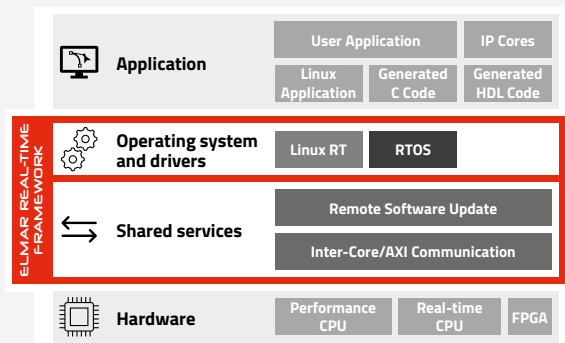 User Application
IP Cores
Application
Linux
Application
Generated
C Code
Generated
HDL Code
ELMAR REAL-TIME
FRAMEWORK
Operating system
and drivers
Linux RT
RTOS
Shared services
Remote Software Update
Inter-Core/AXI Communication
Hardware
Performance
CPU
Real-time
CPU
FPGA